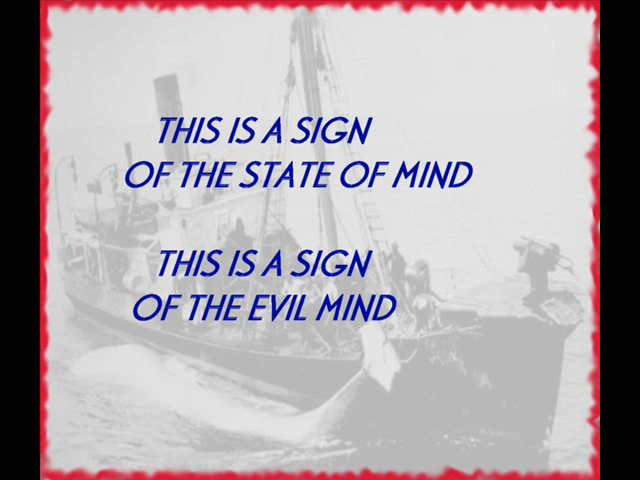 THIS IS A SIGN
OF THE STATE OF MIND
THIS IS A SIGN
OF THE EVIL MIND